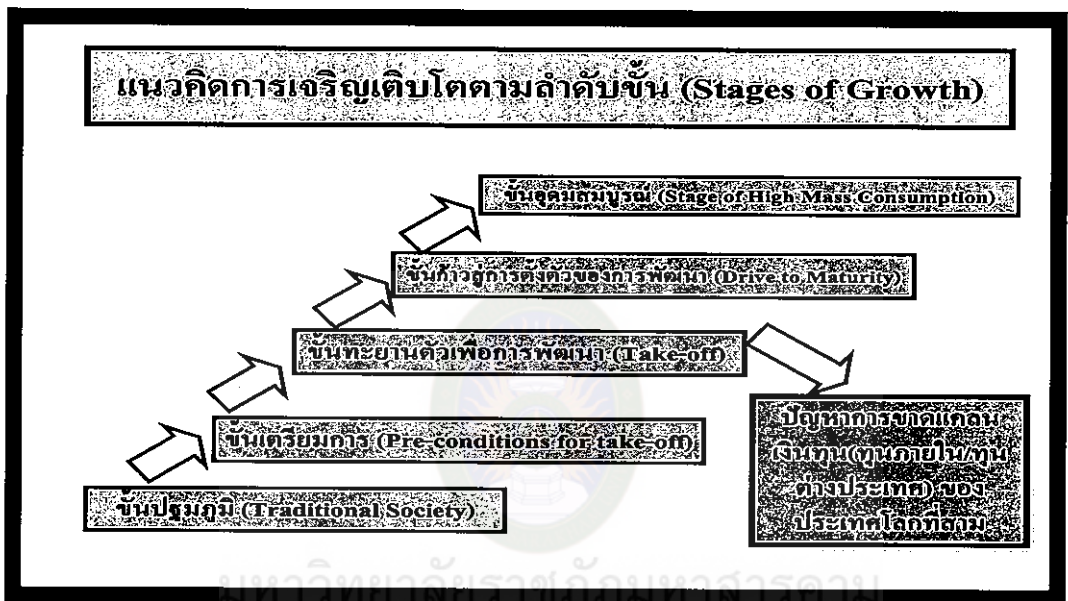 แนวคิดการเจริญเติบโตตามลำดับขั้น (Stages of Growth)
ขั้นอุดมสมบูรณ์ (Stage of High Mass Consumption)
ขั้นก้าวสู่การตั้งตัวของการพัฒนา (Drive to Maturity)
ขั้นทะยานตัวเพื่อการพัฒนา (Take-off)
ขั้นเตรียมการ (Pre-conditions for take-off)
ขั้นปฐมภูมิ (Traditional Society)
ปัญหาการขาดแคลน
เงินทุน(ทุนภายใน/ทุน
ต่างประเทศ) ของ
ประเทศโลกที่สาม
มหาวิทยาลัยราชภัฏมหาสารคาม